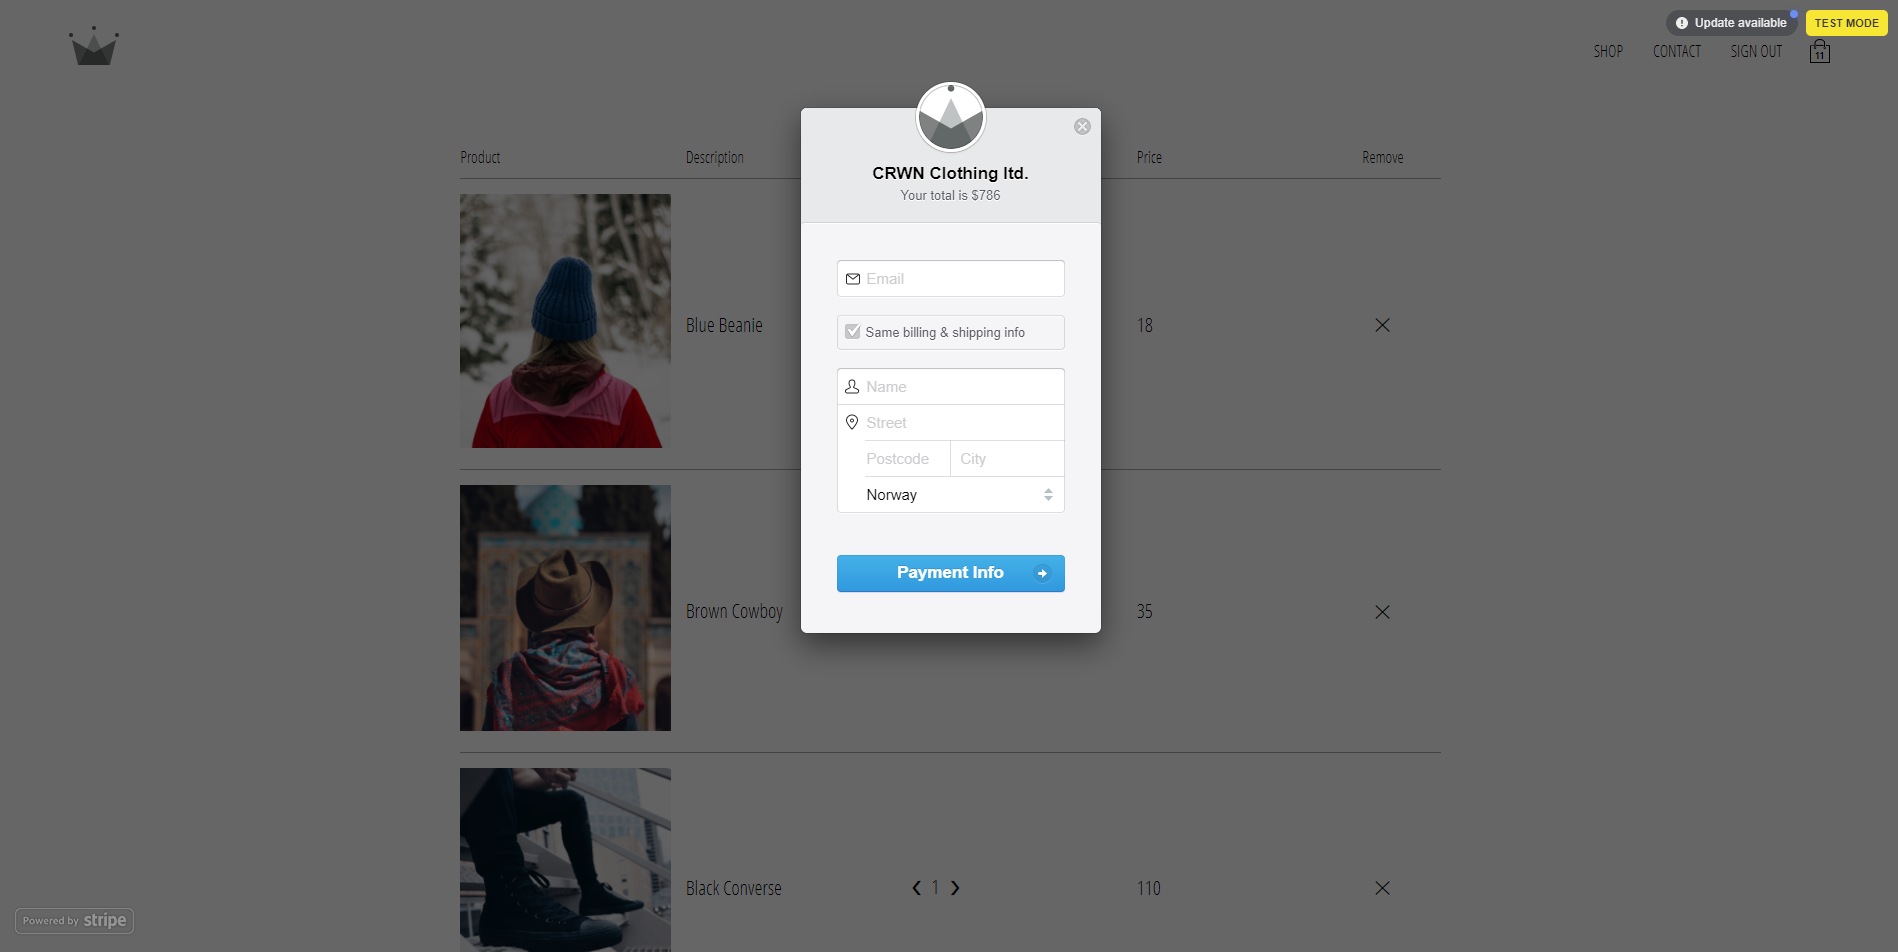 Update available
TEST MODE
SHOP
CONTACT
SIGN OUT
11
Product
Description
Price
Remove
CRWN Clothing ltd.
Your total is $786
Email
Same billing & shipping info
Name
Street
Postcode
City
Norway
Payment Info
Blue Beanie
18
Brown Cowboy
35
Black Converse
1
110
Powered by stripe